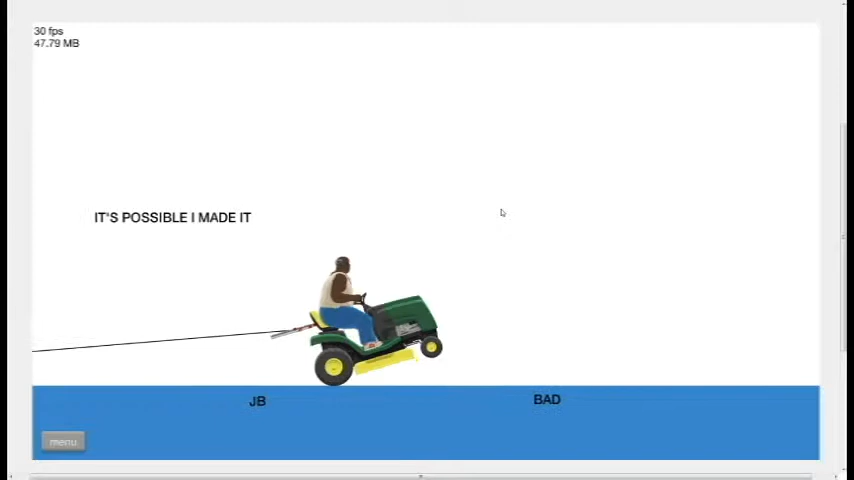 30 fps
47.79 MB
IT'S POSSIBLE I MADE IT
JB
BAD
menu